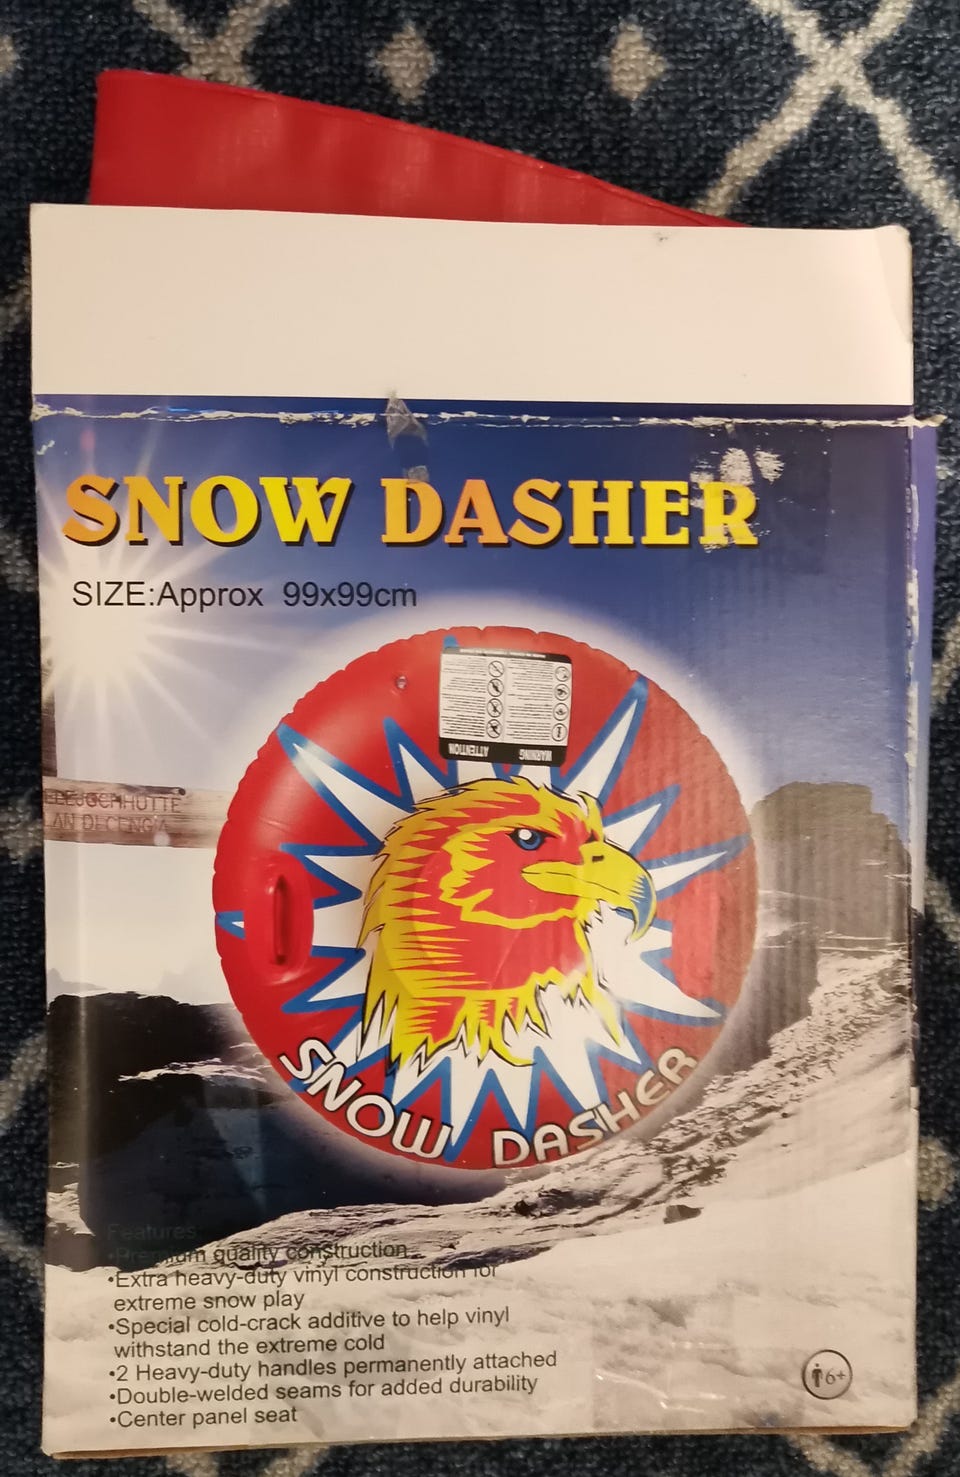 SNOW DASHER
SIZE:Approx 99x99cm
ATTENTION
WARNING
SNOW DASHER
Features:
•Premium quality construction
•Extra heavy-duty vinyl construction for
extreme snow play
•Special cold-crack additive to help vinyl
withstand the extreme cold
•2 Heavy-duty handles permanently attached
•Double-welded seams for added durability
•Center panel seat
6+